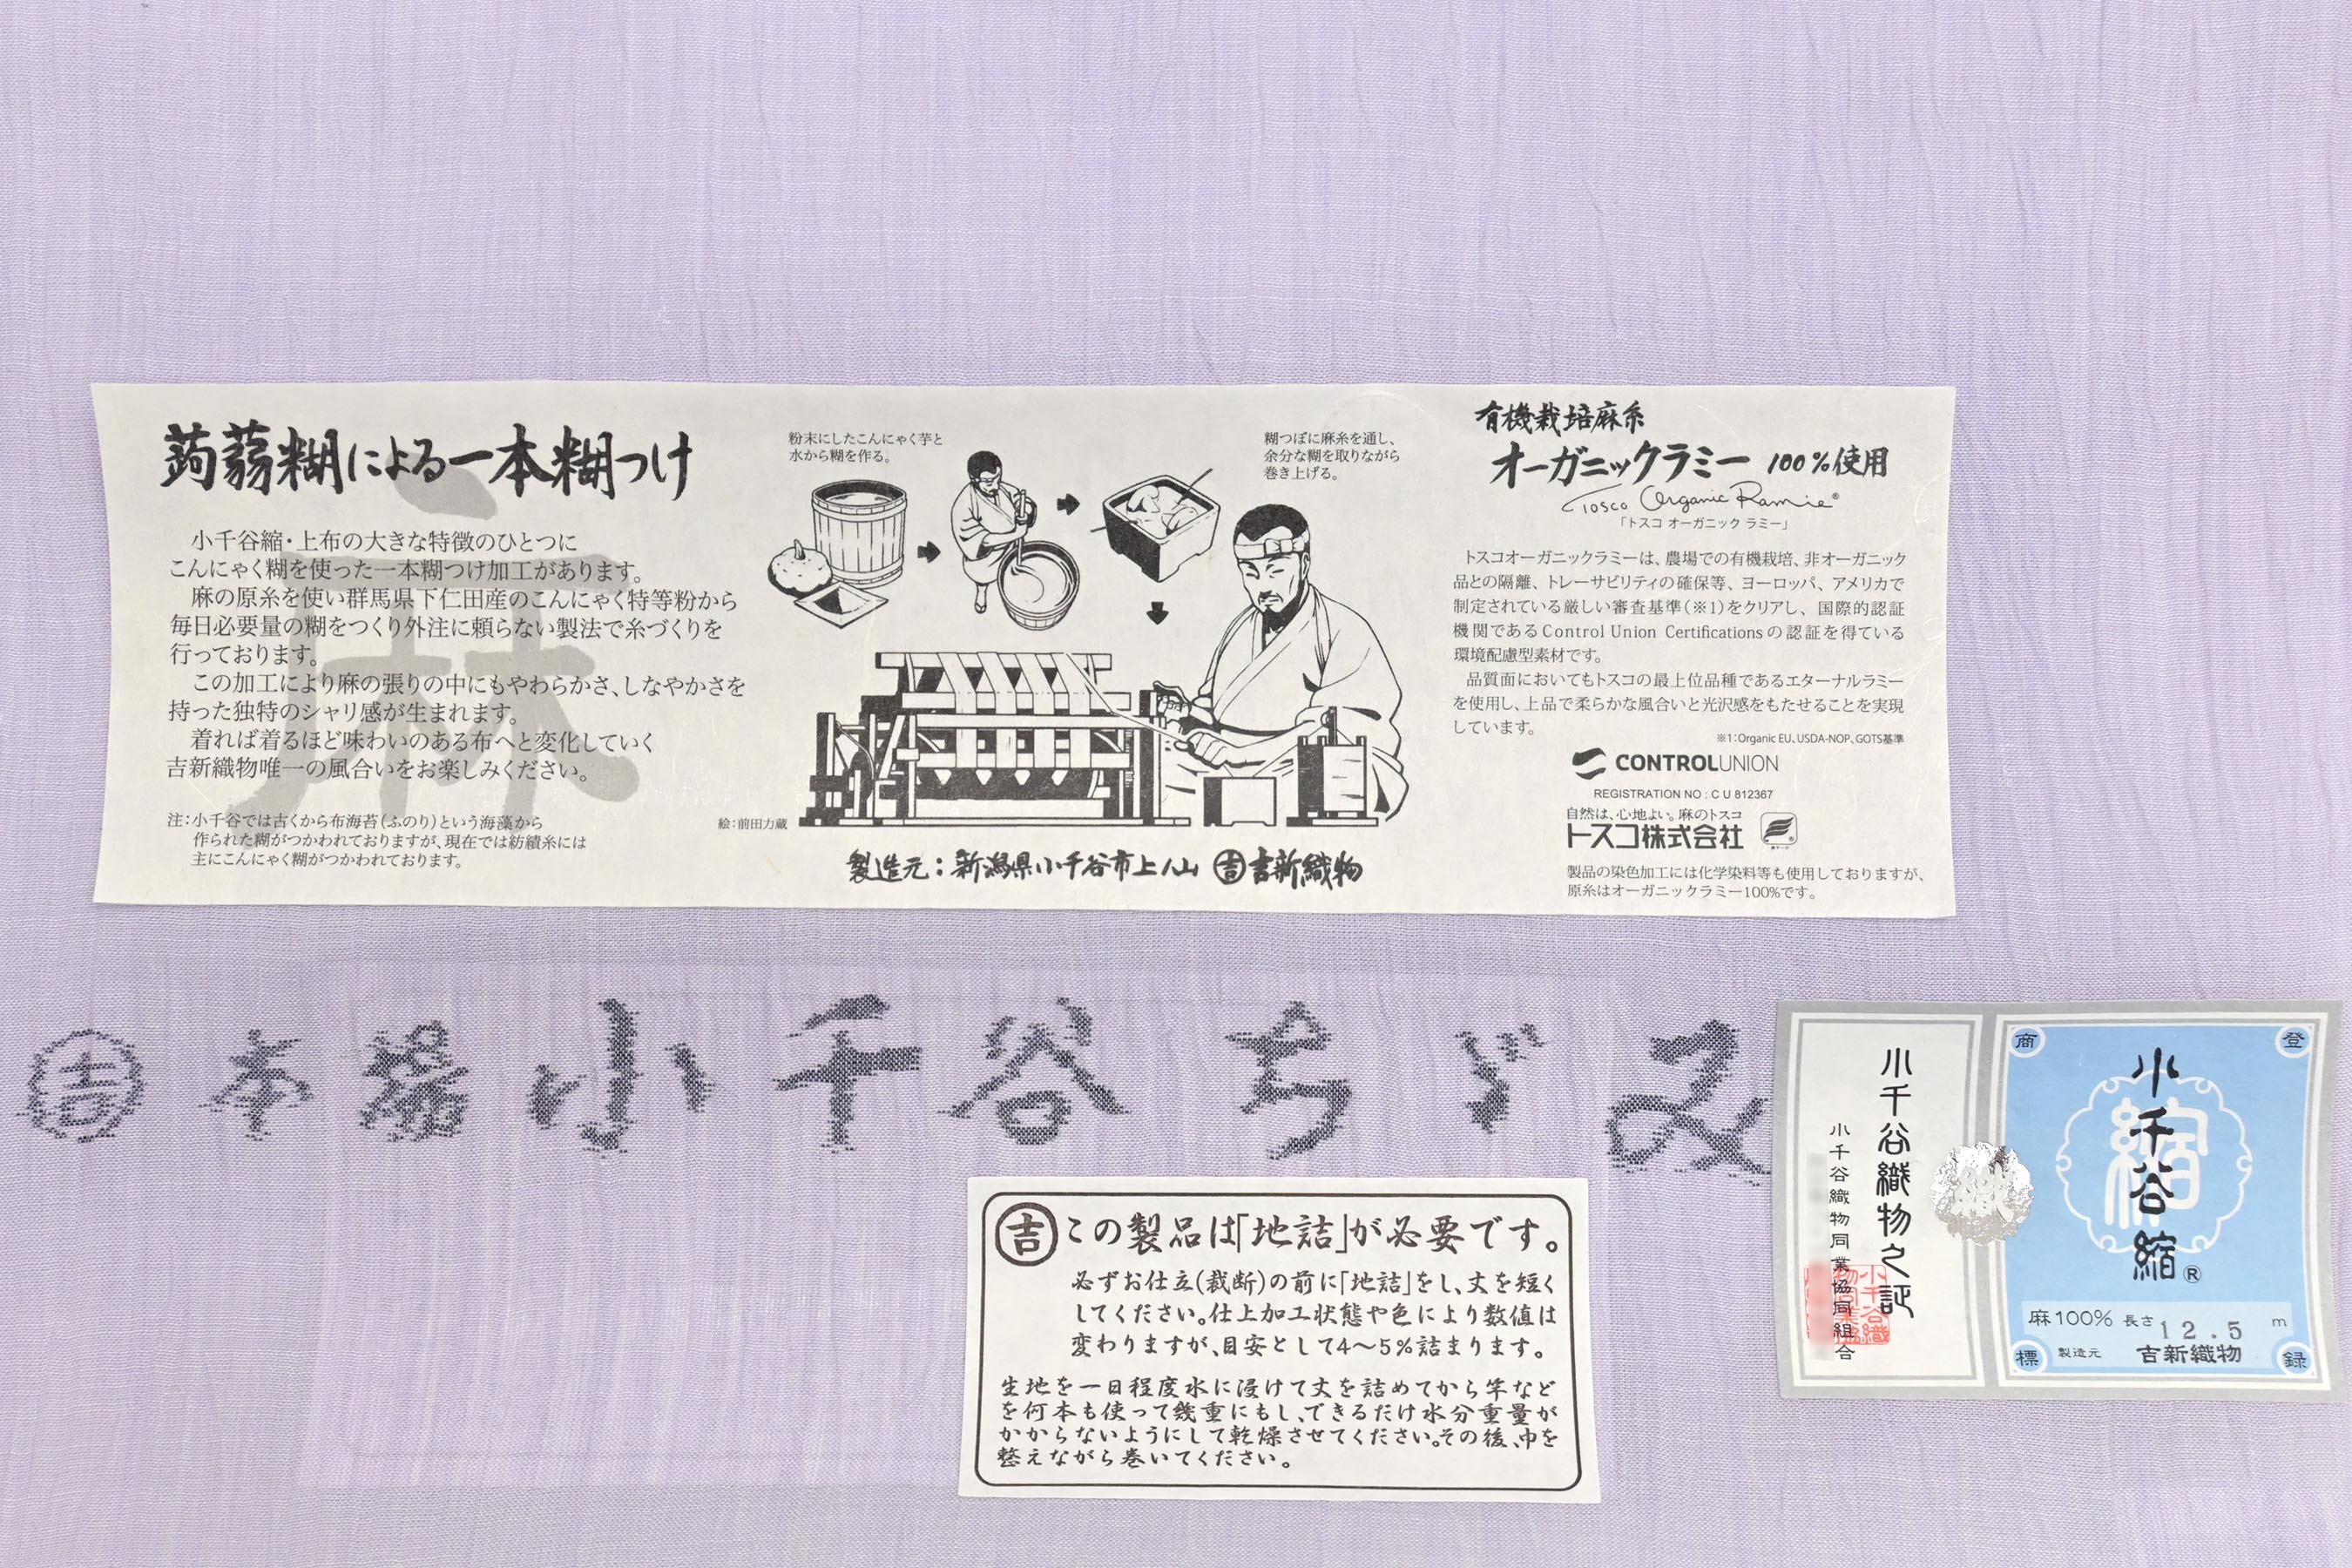 蒟蒻糊による一本糊つけ
小千谷縮・上布の大きな特徴のひとつに
こんにゃく糊を使った一本糊つけ加工があります。
麻の原糸を使い群馬県下仁田産のこんにゃく特等粉から
毎日必要量の糊をつくり外注に頼らない製法で糸づくりを
行っております。
この加工により麻の張りの中にもやわらかさ、しなやかさを
持った独特のシャリ感が生まれます。
着れば着るほど味わいのある布へと変化していく
吉新織物唯一の風合いをお楽しみください。
麻
注：小千谷では古くから布海苔(ふのり)という海藻から
作られた糊がつかわれておりますが、現在では紡績糸には
主にこんにゃく糊がつかわれております。
粉末にしたこんにゃく芋と
水から糊を作る。
糊つぼに麻糸を通し、
余分な糊を取りながら
巻き上げる。
絵：前田力蔵
製造元：新潟県小千谷市上ノ山 吉 吉新織物
有機栽培麻糸
オーガニックラミー 100%使用
Tosco Organic Ramie®
「トスコ オーガニック ラミー」
トスコオーガニックラミーは、農場での有機栽培、非オーガニック
品との隔離、トレーサビリティの確保等、ヨーロッパ、アメリカで
制定されている厳しい審査基準(※1)をクリアし、国際的認証
機関であるControl Union Certificationsの認証を得ている
環境配慮型素材です。
品質面においてもトスコの最上位品種であるエターナルラミー
を使用し、上品で柔らかな風合いと光沢感をもたせることを実現
しています。
※1：Organic EU、USDA-NOP、GOTS基準
CONTROLUNION
REGISTRATION NO : C U 812367
自然は、心地よい。麻のトスコ
トスコ株式会社
製品の染色加工には化学染料等も使用しておりますが、
原糸はオーガニックラミー100%です。
吉 本場小千谷ちゞみ
吉 この製品は「地詰」が必要です。
必ずお仕立(裁断)の前に「地詰」をし、丈を短く
してください。仕上加工状態や色により数値は
変わりますが、目安として4～5%詰まります。
生地を一日程度水に浸けて丈を詰めてから竿など
を何本も使って幾重にもし、できるだけ水分重量が
かからないようにして乾燥させてください。その後、巾を
整えながら巻いてください。
小千谷織物之証
小千谷織物同業協同組合
登
録
商
標
縮
小千谷縮®
麻100% 長さ 12.5 m
製造元 吉新織物